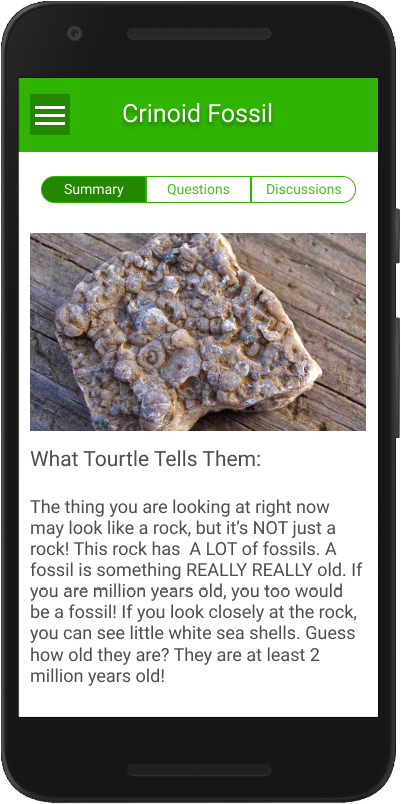 Crinoid Fossil
Summary
Questions
Discussions
What Tourtle Tells Them:
The thing you are looking at right now
may look like a rock, but it’s NOT just a
rock! This rock has  A LOT of fossils. A
fossil is something REALLY REALLY old. If
you are million years old, you too would
be a fossil! If you look closely at the rock,
you can see little white sea shells. Guess
how old they are? They are at least 2
million years old!